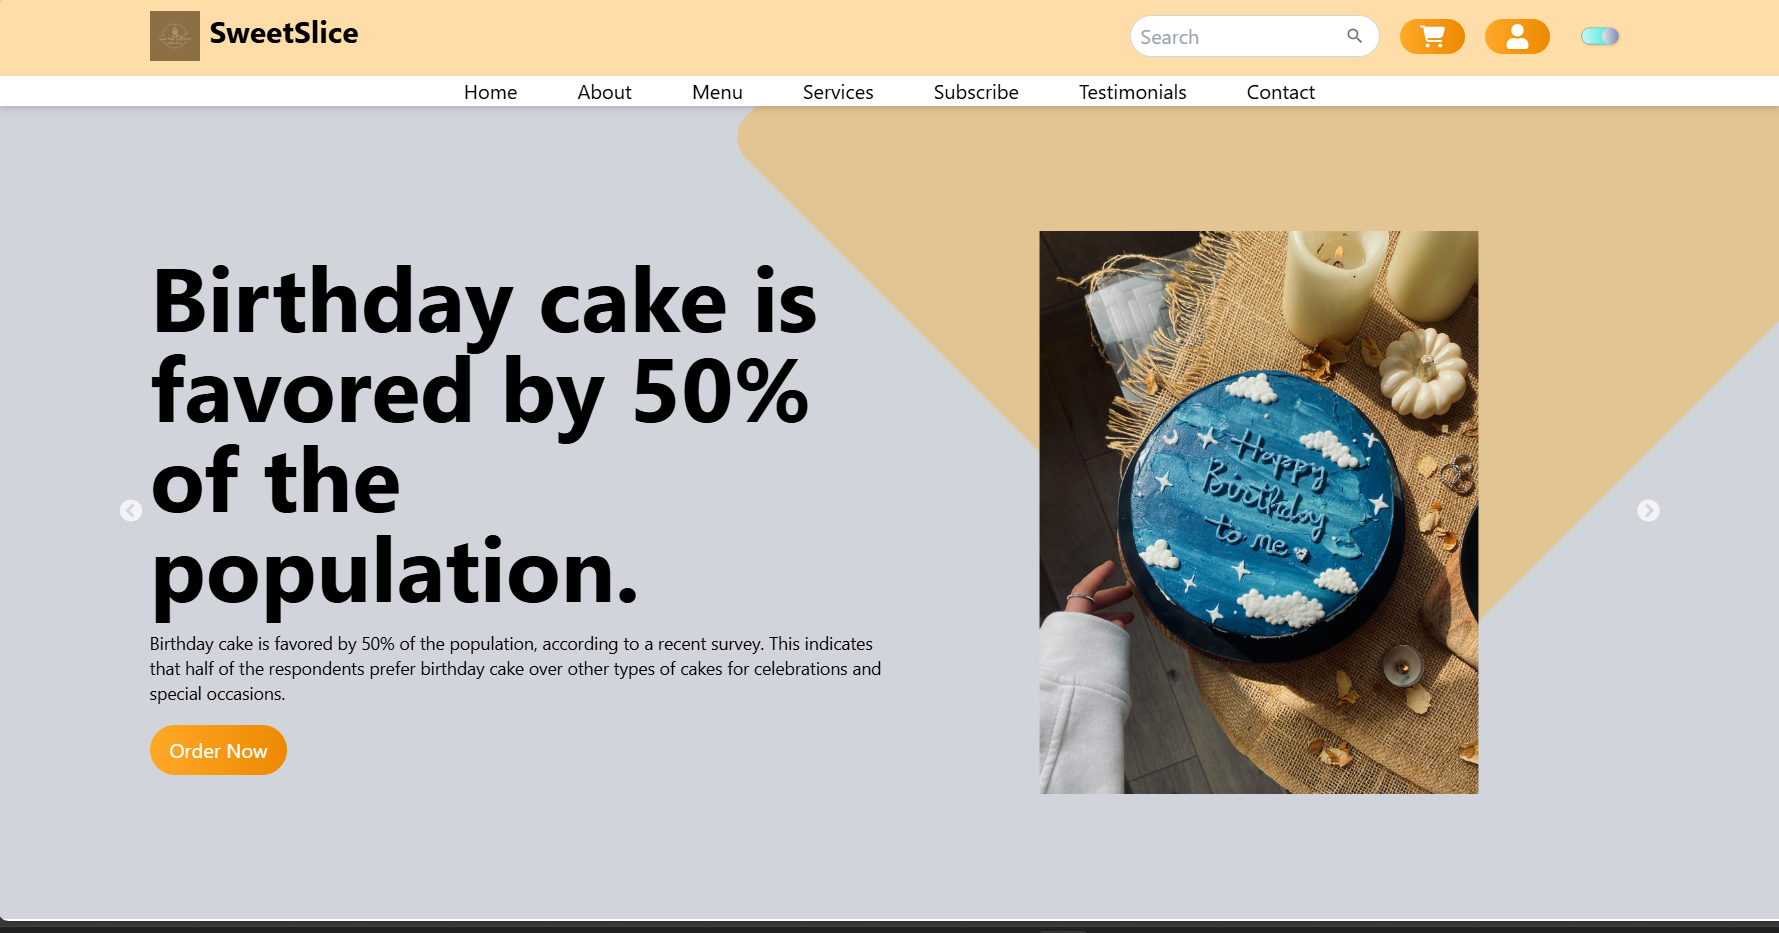 SweetSlice
Search
Home
About
Menu
Services
Subscribe
Testimonials
Contact
Birthday cake is
favored by 50%
of the
population.
Birthday cake is favored by 50% of the population, according to a recent survey. This indicates
that half of the respondents prefer birthday cake over other types of cakes for celebrations and
special occasions.
Order Now
Happy
Birthday
to me